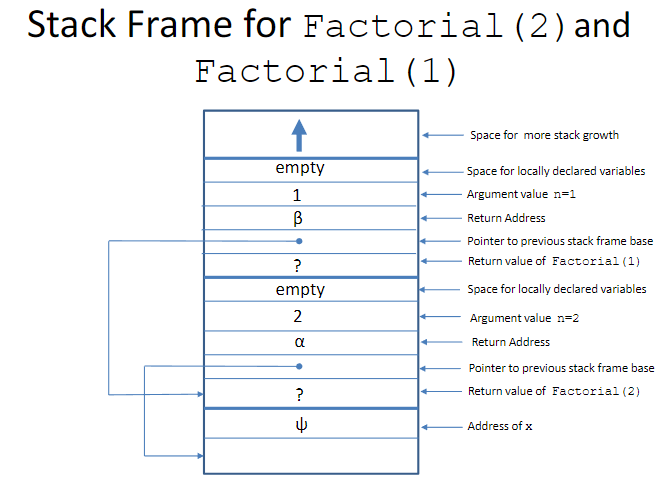 Stack Frame for Factorial(2) and
Factorial(1)
Space for more stack growth
empty Space for locally declared variables
1 Argument value n=1
β Return Address
Pointer to previous stack frame base
? Return value of Factorial(1)
empty Space for locally declared variables
2 Argument value n=2
α Return Address
Pointer to previous stack frame base
? Return value of Factorial(2)
ψ Address of x